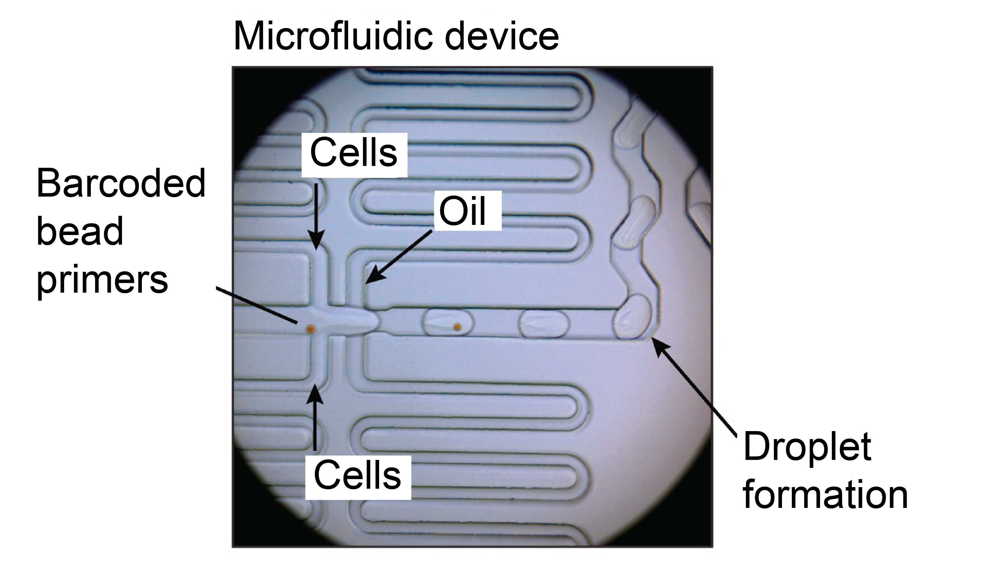 Microfluidic device
Cells
Oil
Barcoded
bead
primers
Cells
Droplet
formation